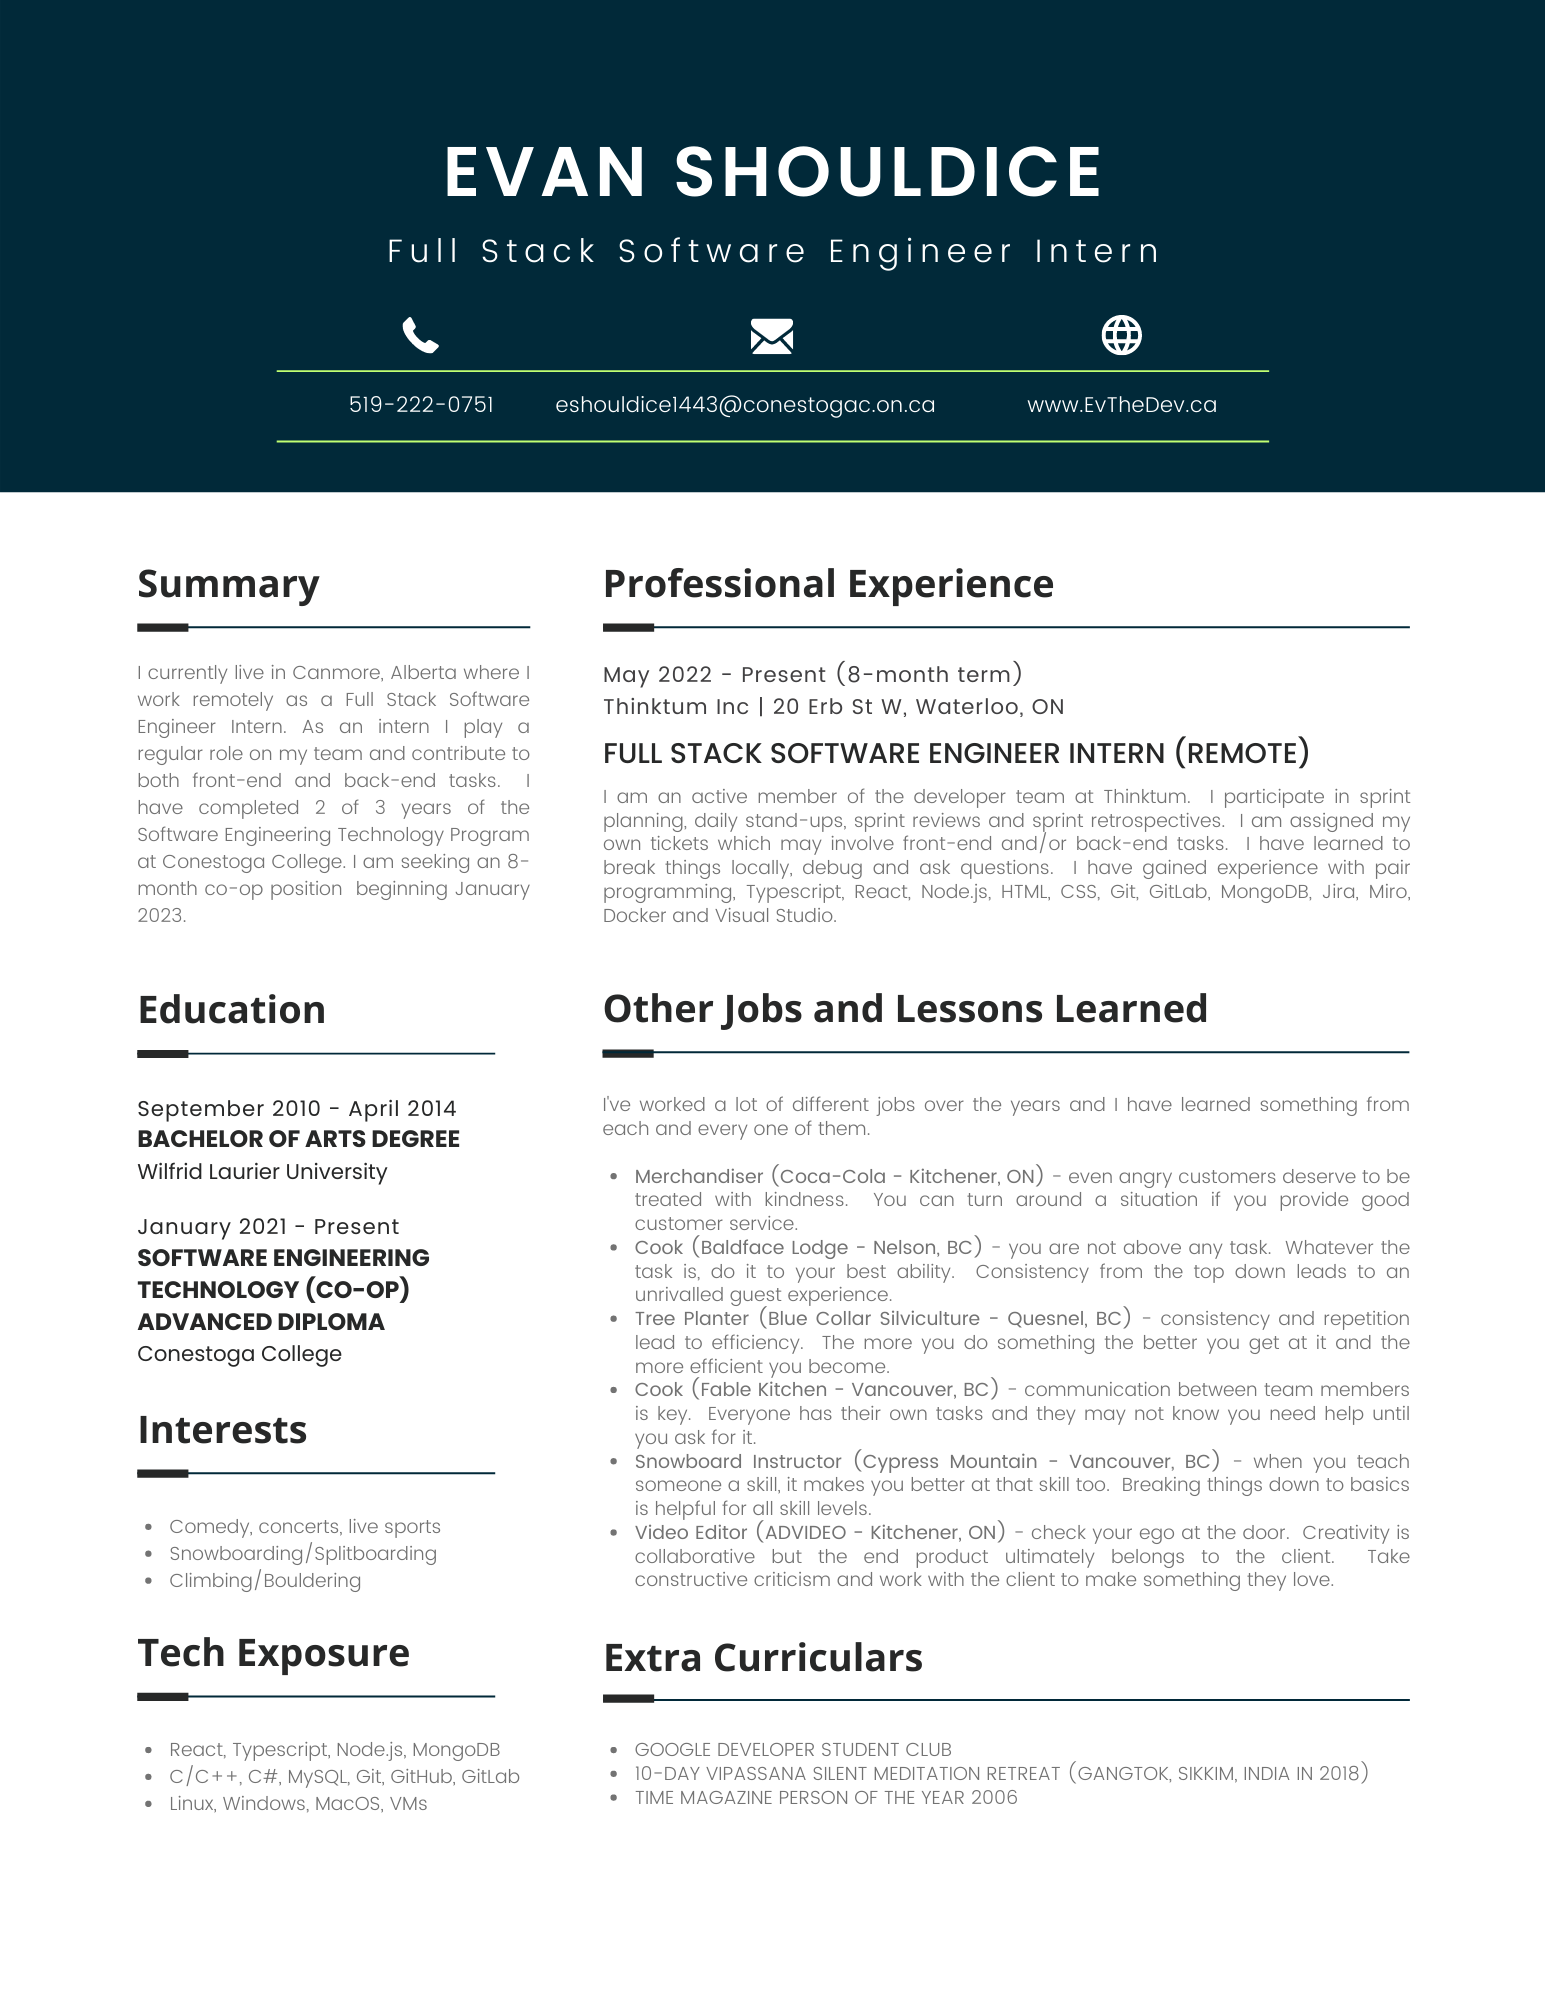 EVAN SHOULDICE
Full Stack Software Engineer Intern
519-222-0751
eshouldice1443@conestogac.on.ca
www.EvTheDev.ca
Summary
I currently live in Canmore, Alberta where I
work remotely as a Full Stack Software
Engineer Intern. As an intern I play a
regular role on my team and contribute to
both front-end and back-end tasks. I
have completed 2 of 3 years of the
Software Engineering Technology Program
at Conestoga College. I am seeking an 8-
month co-op position beginning January
2023.
Education
September 2010 - April 2014
BACHELOR OF ARTS DEGREE
Wilfrid Laurier University
January 2021 - Present
SOFTWARE ENGINEERING
TECHNOLOGY (CO-OP)
ADVANCED DIPLOMA
Conestoga College
Interests
• Comedy, concerts, live sports
• Snowboarding/Splitboarding
• Climbing/Bouldering
Tech Exposure
• React, Typescript, Node.js, MongoDB
• C/C++, C#, MySQL, Git, GitHub, GitLab
• Linux, Windows, MacOS, VMs
Professional Experience
May 2022 - Present (8-month term)
Thinktum Inc | 20 Erb St W, Waterloo, ON
FULL STACK SOFTWARE ENGINEER INTERN (REMOTE)
I am an active member of the developer team at Thinktum. I participate in sprint
planning, daily stand-ups, sprint reviews and sprint retrospectives. I am assigned my
own tickets which may involve front-end and/or back-end tasks. I have learned to
break things locally, debug and ask questions. I have gained experience with pair
programming, Typescript, React, Node.js, HTML, CSS, Git, GitLab, MongoDB, Jira, Miro,
Docker and Visual Studio.
Other Jobs and Lessons Learned
I've worked a lot of different jobs over the years and I have learned something from
each and every one of them.
• Merchandiser (Coca-Cola - Kitchener, ON) - even angry customers deserve to be
treated with kindness. You can turn around a situation if you provide good
customer service.
• Cook (Baldface Lodge - Nelson, BC) - you are not above any task. Whatever the
task is, do it to your best ability. Consistency from the top down leads to an
unrivalled guest experience.
• Tree Planter (Blue Collar Silviculture - Quesnel, BC) - consistency and repetition
lead to efficiency. The more you do something the better you get at it and the
more efficient you become.
• Cook (Fable Kitchen - Vancouver, BC) - communication between team members
is key. Everyone has their own tasks and they may not know you need help until
you ask for it.
• Snowboard Instructor (Cypress Mountain - Vancouver, BC) - when you teach
someone a skill, it makes you better at that skill too. Breaking things down to basics
is helpful for all skill levels.
• Video Editor (ADVIDEO - Kitchener, ON) - check your ego at the door. Creativity is
collaborative but the end product ultimately belongs to the client. Take
constructive criticism and work with the client to make something they love.
Extra Curriculars
• GOOGLE DEVELOPER STUDENT CLUB
• 10-DAY VIPASSANA SILENT MEDITATION RETREAT (GANGTOK, SIKKIM, INDIA IN 2018)
• TIME MAGAZINE PERSON OF THE YEAR 2006